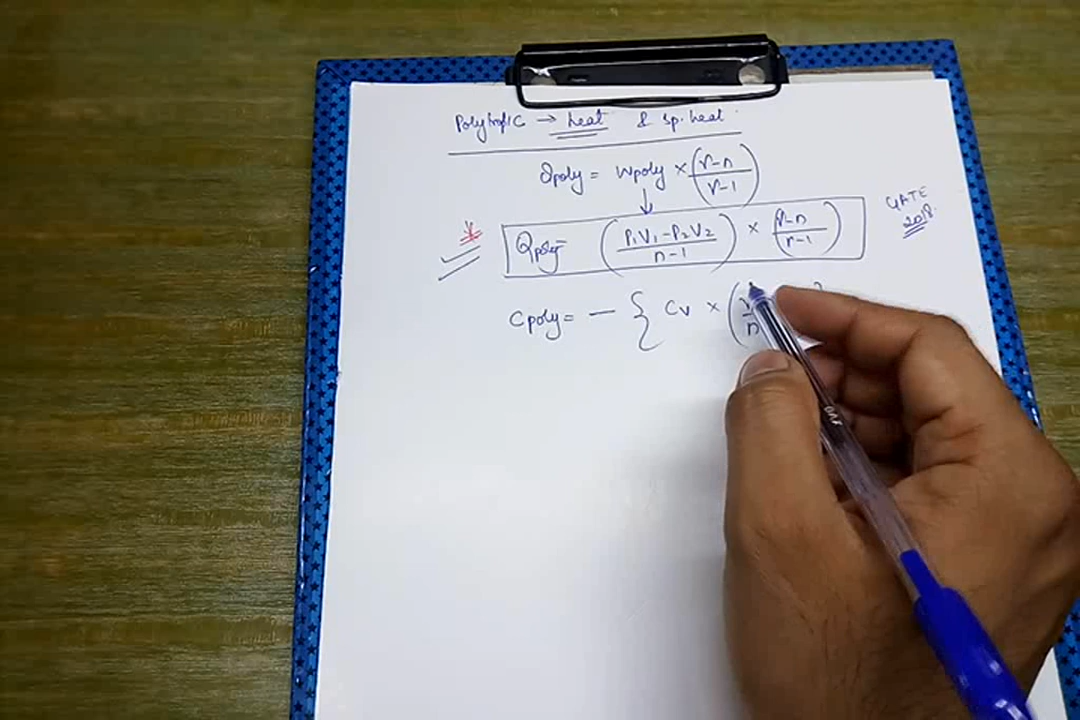 Polytropic → heat & sp. heat
Qpoly = Wpoly × (γ-n / γ-1)
↓
Qpoly = (P₁V₁ - P₂V₂ / n-1) × (γ-n / γ-1)
GATE
2018
Cpoly = - { Cv × (γ / n